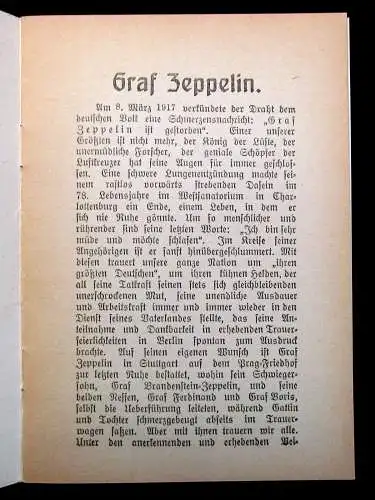 Graf Zeppelin.
Am 8. März 1917 verkündete der Draht dem
deutschen Volk eine Schmerzensnachricht: „Graf
Zeppelin ist gestorben“. Einer unserer
Größten ist nicht mehr, der König der Lüfte, der
unermüdliche Forscher, der geniale Schöpfer der
Luftkreuzer hat seine Augen für immer geschlos-
sen. Eine schwere Lungenentzündung machte sei-
nem rastlos vorwärts strebenden Dasein im
78. Lebensjahre im Westsanatorium in Char-
lottenburg ein Ende, einem Leben, in dem er
sich nie Ruhe gönnte. Um so menschlicher und
rührender sind seine letzten Worte: „Ich bin sehr
müde und möchte schlafen“. Im Kreise seiner
Angehörigen ist er sanft hinübergeschlummert. Mit
diesen trauert unsere ganze Nation um „ihren
größten Deutschen“, um ihren kühnen Helden, der
all seine Tatkraft seinen stets sich gleichbleibenden
unerschrockenen Mut, seine unendliche Ausdauer
und Arbeitskraft immer und immer wieder in den
Dienst seines Vaterlandes stellte, das seine An-
teilnahme und Dankbarkeit in erhebenden Trauer-
feierlichkeiten in Berlin spontan zum Ausdruck
brachte. Auf seinen eigenen Wunsch ist Graf
Zeppelin in Stuttgart auf dem Prag-Friedhof
zur letzten Ruhe bestattet, wohin sein Schwieger-
sohn, Graf Brandenstein-Zeppelin, und seine
beiden Neffen, Graf Ferdinand und Graf Boris,
selbst die Ueberführung leiteten, während Gattin
und Tochter schmerzgebeugt abseits im Trauer-
wagen saßen. Aber mit ihnen trauern wir alle.
Unter den anerkennenden und erhebenden Bei-